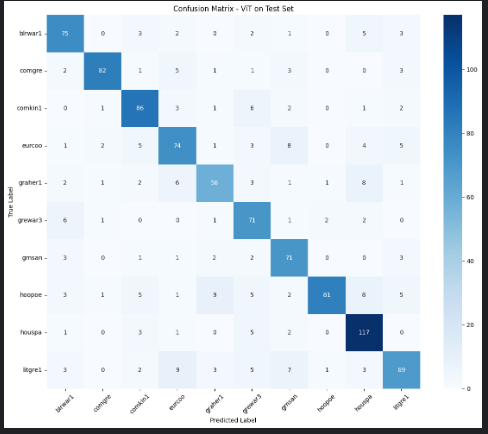 Confusion Matrix - ViT on Test Set
blrwar1 75 0 3 2 0 2 1 0 5 3
comgre 2 82 1 5 1 1 3 0 0 3
comkin1 0 1 86 3 1 6 2 0 1 2
eurcoo 1 2 5 74 1 3 8 0 4 5
graher1 2 1 2 6 58 3 1 1 8 1
grewar3 6 1 0 0 1 71 1 2 2 0
grnsan 3 0 1 1 2 2 71 0 0 3
hoopoe 3 1 5 1 9 5 2 81 8 5
houspa 1 0 3 1 0 5 2 0 117 0
litgre1 3 0 2 9 3 5 7 1 3 89
blrwar1 comgre comkin1 eurcoo graher1 grewar3 grnsan hoopoe houspa litgre1
True Label
Predicted Label
100
80
60
40
20
0